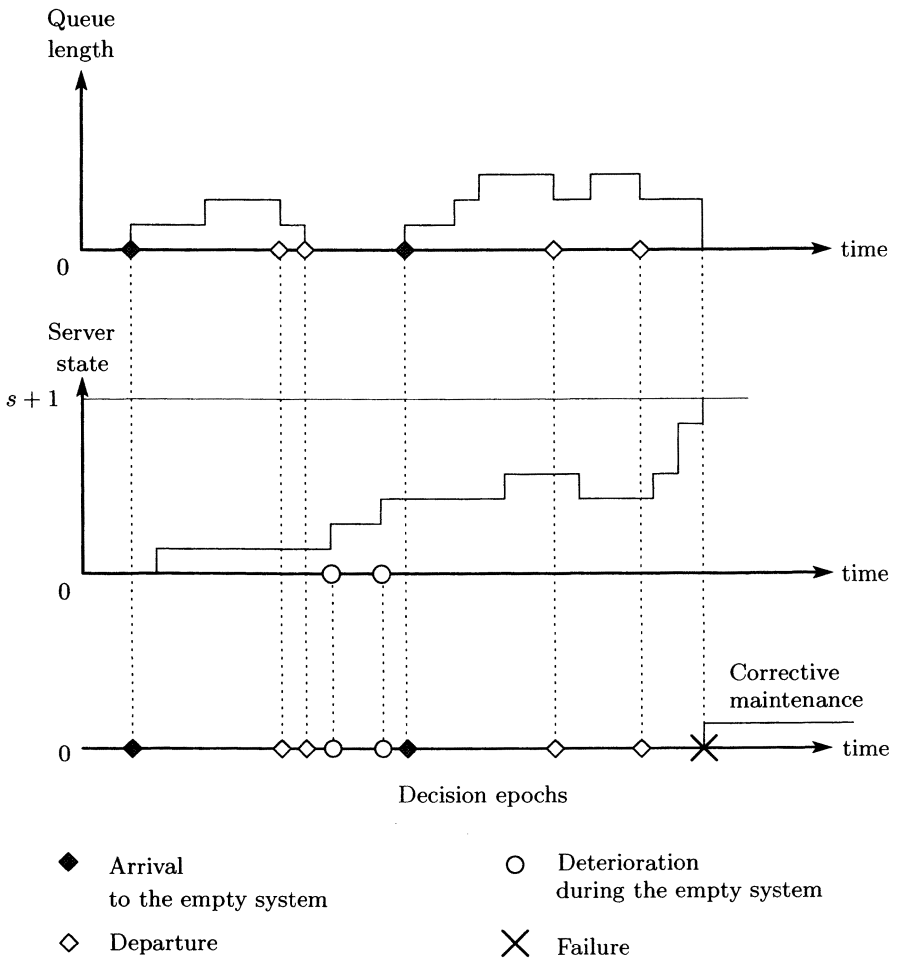 Queue
length
0
time
Server
state
s + 1
0
time
Corrective
maintenance
0
time
Decision epochs
Arrival
to the empty system
Deterioration
during the empty system
Departure
Failure